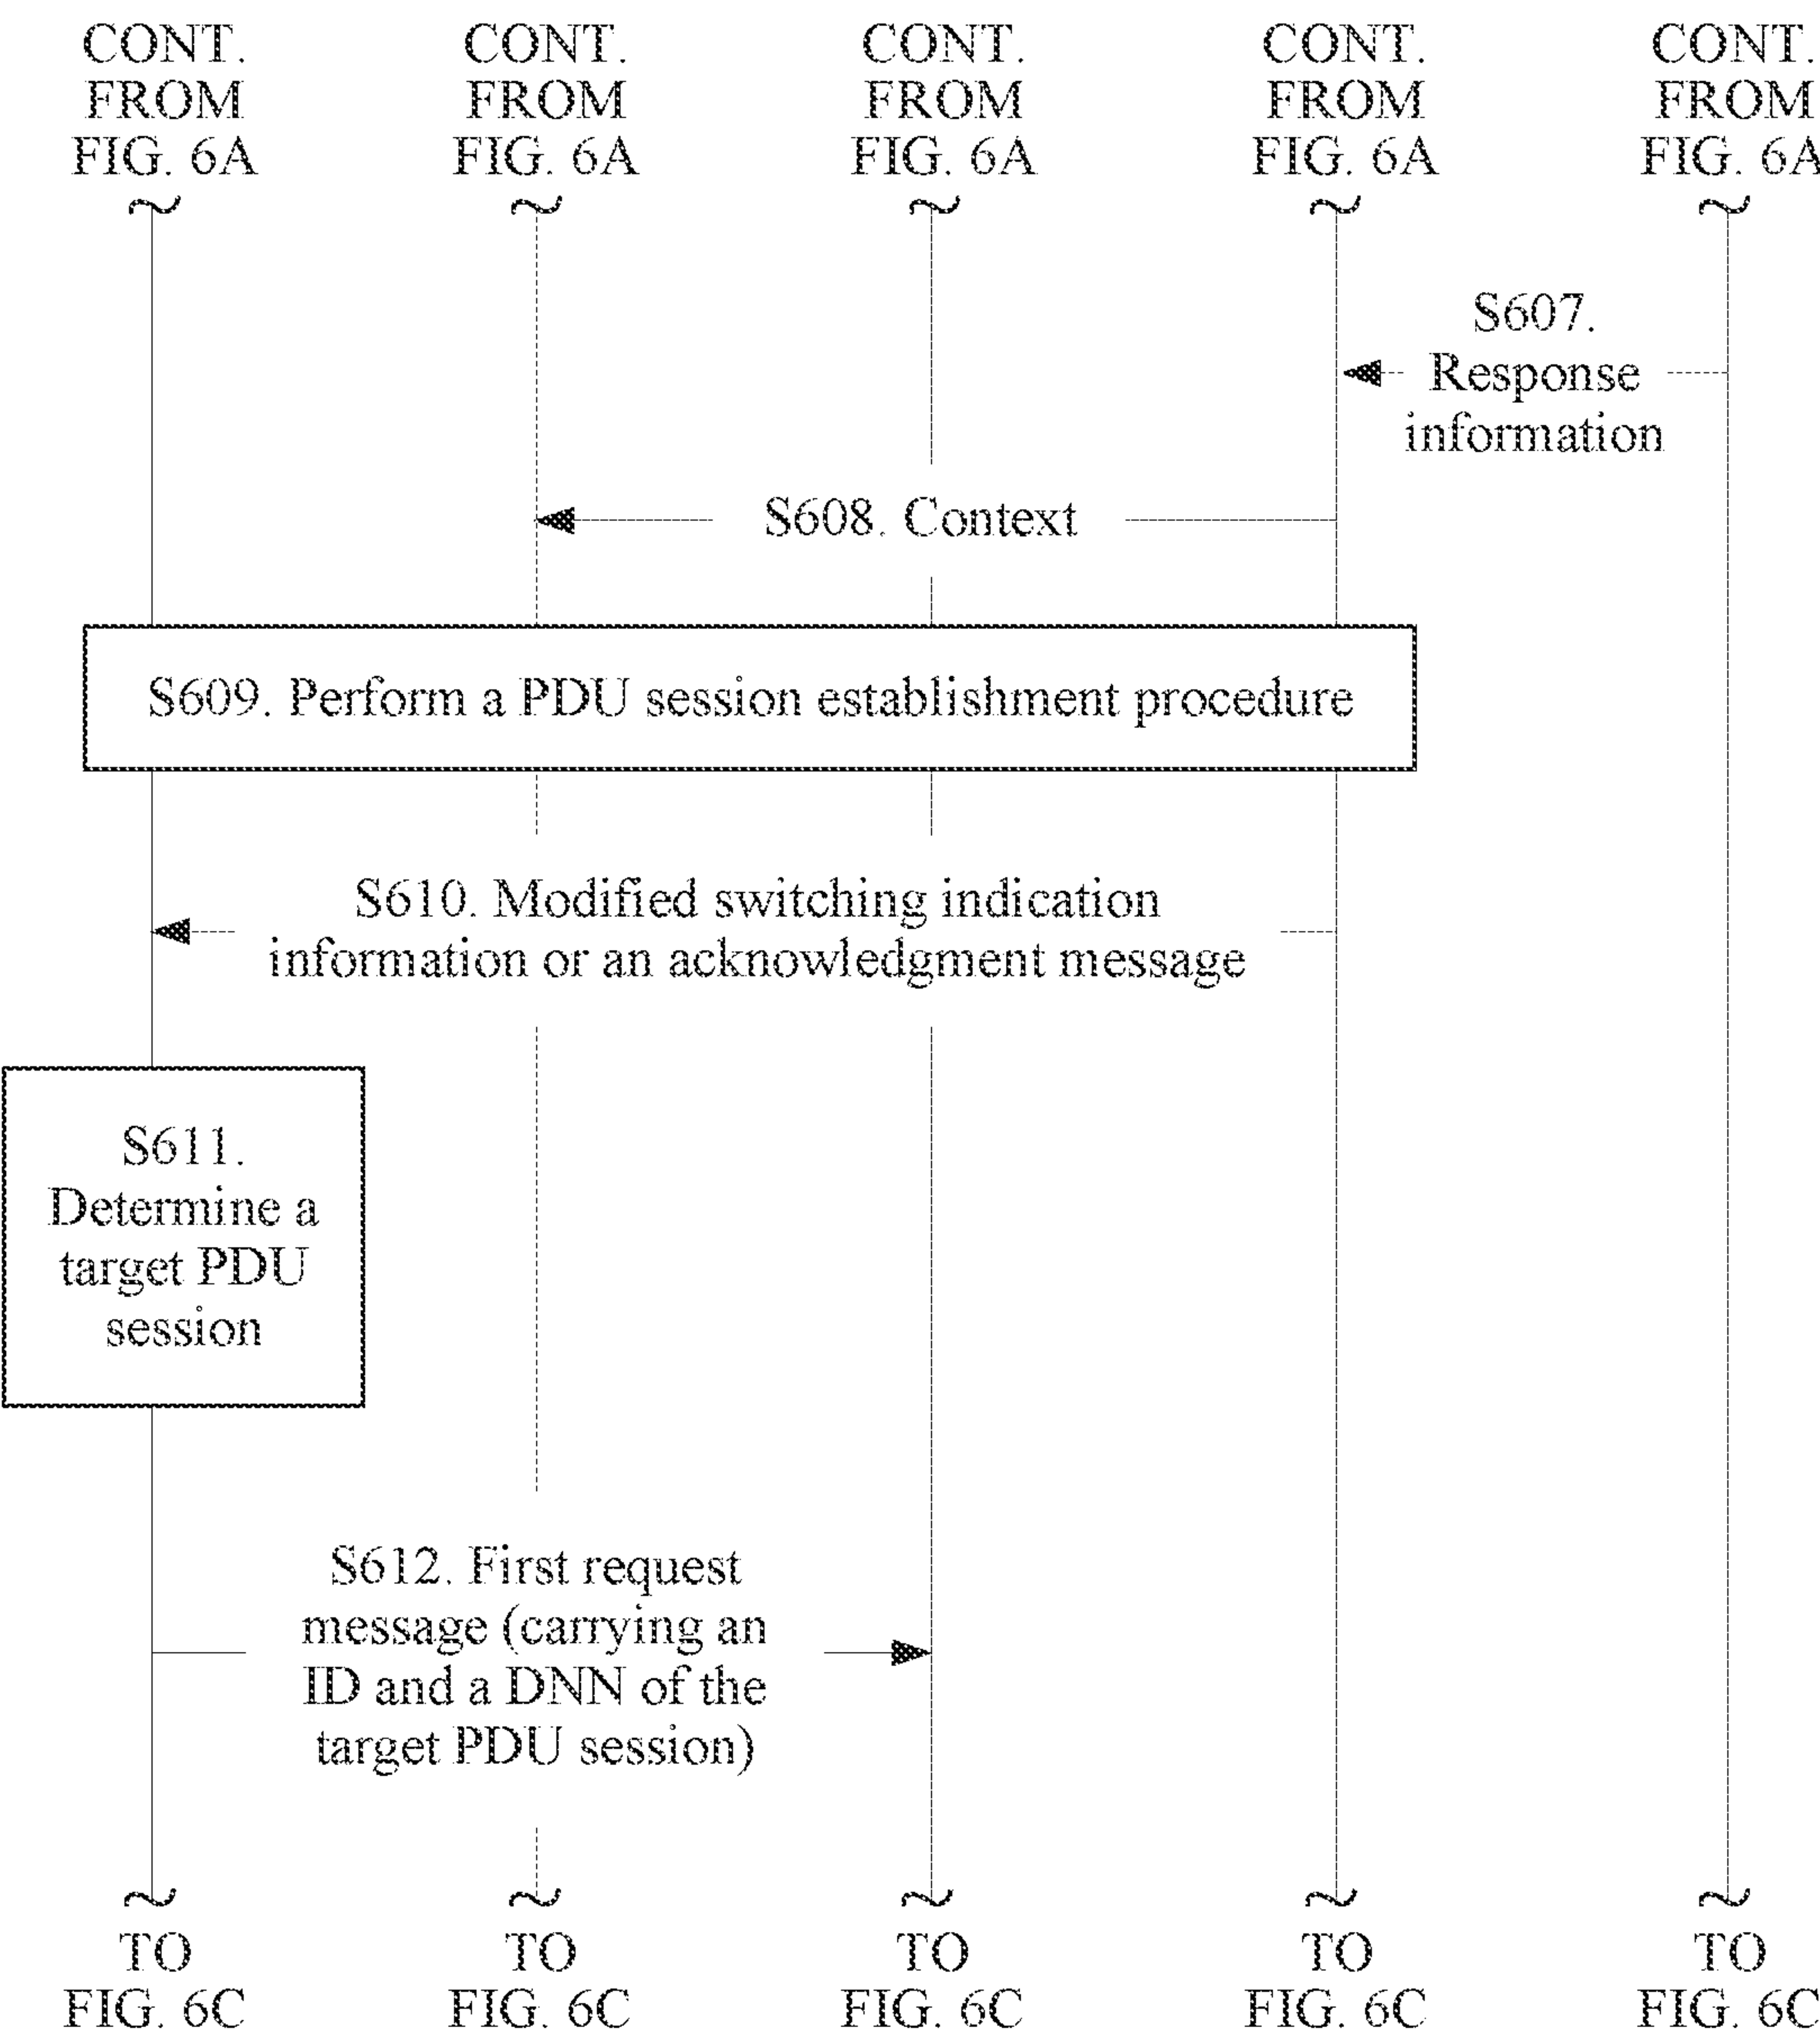 CONT.
FROM
FIG. 6A
CONT.
FROM
FIG. 6A
CONT.
FROM
FIG. 6A
CONT.
FROM
FIG. 6A
CONT.
FROM
FIG. 6A
S607.
Response
information
S608. Context
S609. Perform a PDU session establishment procedure
S610. Modified switching indication
information or an acknowledgment message
S611.
Determine a
target PDU
session
S612. First request
message (carrying an
ID and a DNN of the
target PDU session)
TO
FIG. 6C
TO
FIG. 6C
TO
FIG. 6C
TO
FIG. 6C
TO
FIG. 6C